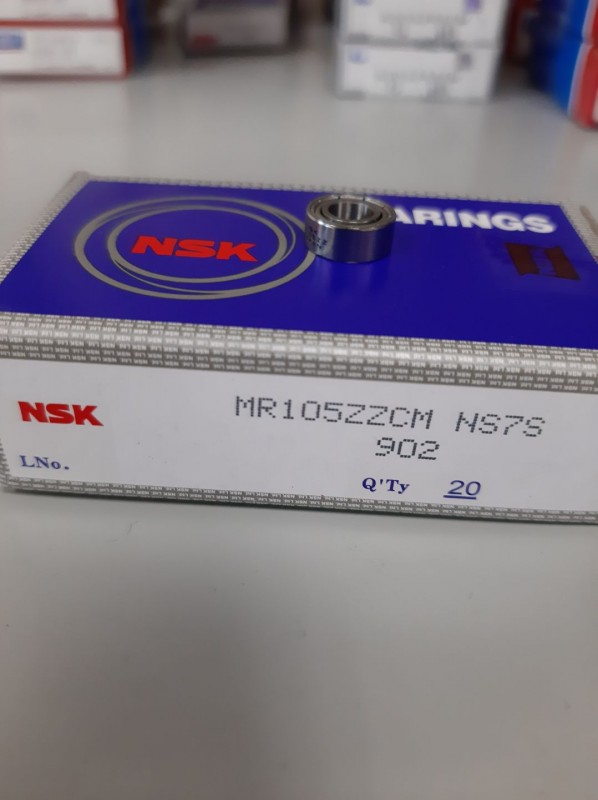 NSK
ARINGS
NSK
MR105ZZCM NS7S
902
LNo.
Q'Ty 20